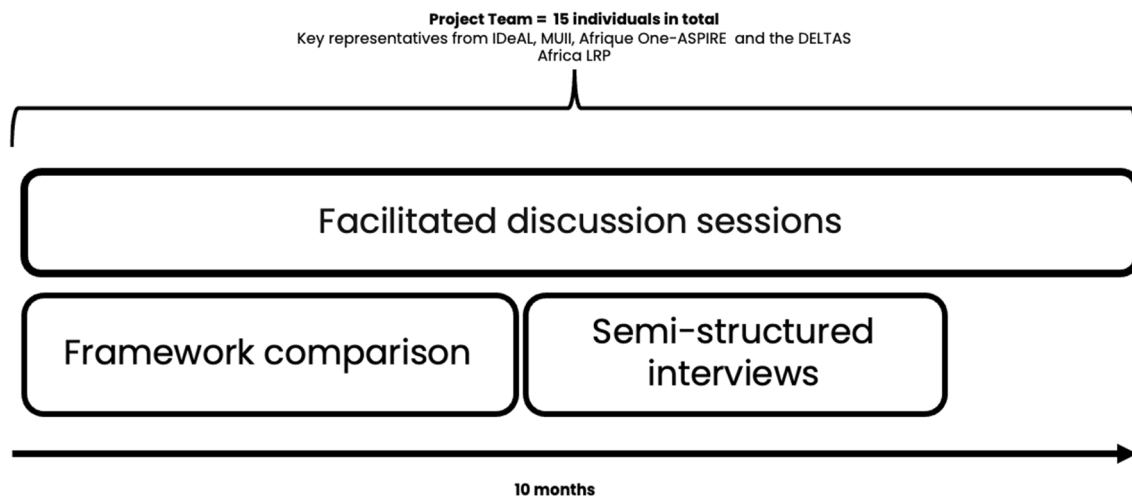 Project Team = 15 individuals in total
Key representatives from IDeAL, MUII, Afrique One-ASPIRE and the DELTAS
Africa LRP
Facilitated discussion sessions
Framework comparison
Semi-structured
interviews
10 months